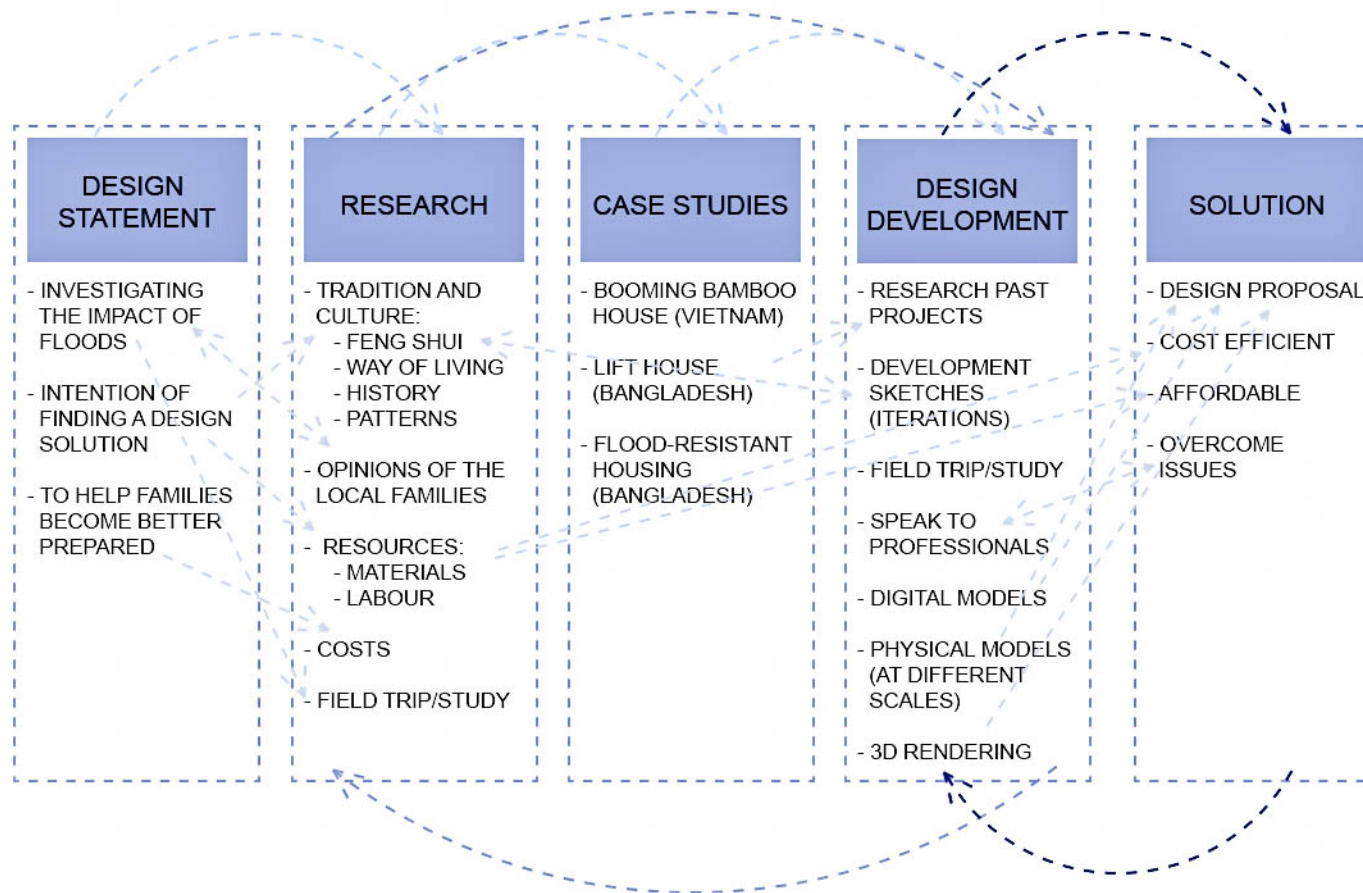 DESIGN
STATEMENT
- INVESTIGATING
THE IMPACT OF
FLOODS
- INTENTION OF
FINDING A DESIGN
SOLUTION
- TO HELP FAMILIES
BECOME BETTER
PREPARED
RESEARCH
- TRADITION AND
CULTURE:
- FENG SHUI
- WAY OF LIVING
- HISTORY
- PATTERNS
- OPINIONS OF THE
LOCAL FAMILIES
- RESOURCES:
- MATERIALS
- LABOUR
- COSTS
- FIELD TRIP/STUDY
CASE STUDIES
- BOOMING BAMBOO
HOUSE (VIETNAM)
- LIFT HOUSE
(BANGLADESH)
- FLOOD-RESISTANT
HOUSING
(BANGLADESH)
DESIGN
DEVELOPMENT
- RESEARCH PAST
PROJECTS
- DEVELOPMENT
SKETCHES
(ITERATIONS)
- FIELD TRIP/STUDY
- SPEAK TO
PROFESSIONALS
- DIGITAL MODELS
- PHYSICAL MODELS
(AT DIFFERENT
SCALES)
- 3D RENDERING
SOLUTION
- DESIGN PROPOSAL
- COST EFFICIENT
- AFFORDABLE
- OVERCOME
ISSUES